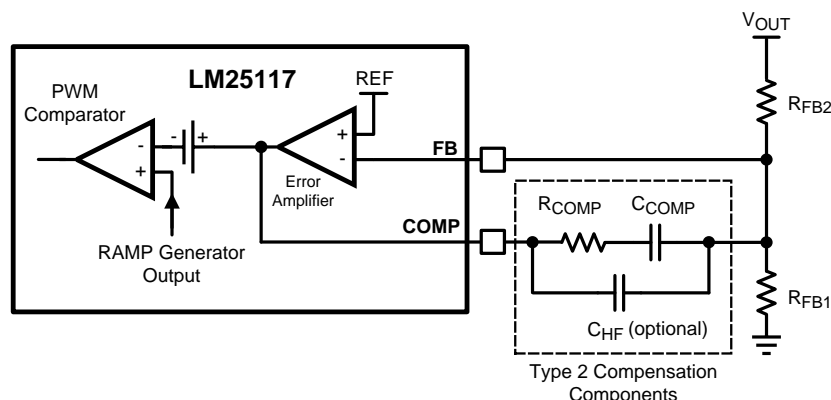 VOUT
LM25117
REF
PWM
Comparator
RFB2
- +
+
-
FB
-
+
Error
Amplifier
RCOMP
CCOMP
COMP
RAMP Generator
Output
RFB1
CHF (optional)
Type 2 Compensation
Components